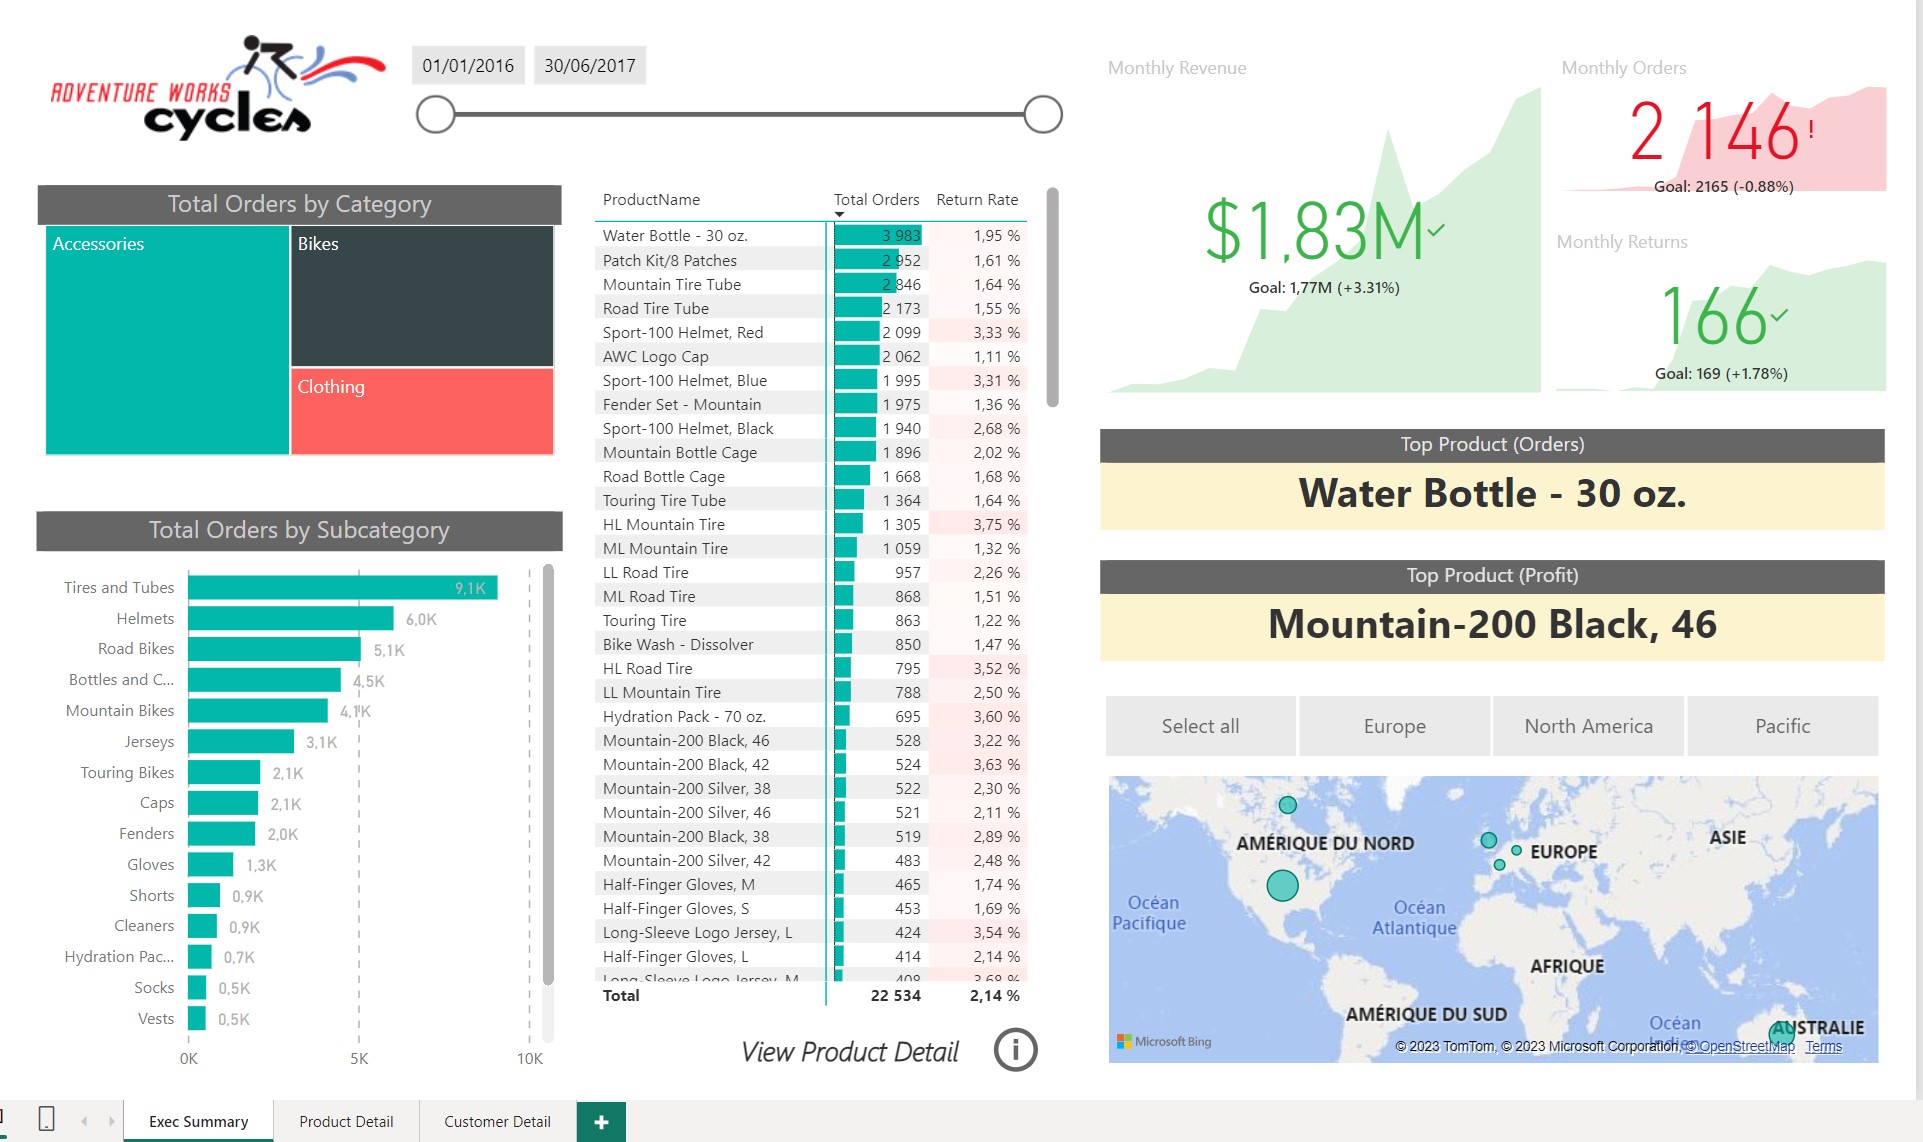 ADVENTURE WORKS
cycles
01/01/2016 30/06/2017
Total Orders by Category
Accessories
Bikes
Clothing
Total Orders by Subcategory
Tires and Tubes 9,1K
Helmets 6,0K
Road Bikes 5,1K
Bottles and C... 4,5K
Mountain Bikes 4,1K
Jerseys 3,1K
Touring Bikes 2,1K
Caps 2,1K
Fenders 2,0K
Gloves 1,3K
Shorts 0,9K
Cleaners 0,9K
Hydration Pac... 0,7K
Socks 0,5K
Vests 0,5K
0K 5K 10K
ProductName Total Orders Return Rate
Water Bottle - 30 oz. 3 983 1,95 %
Patch Kit/8 Patches 2 952 1,61 %
Mountain Tire Tube 2 846 1,64 %
Road Tire Tube 2 173 1,55 %
Sport-100 Helmet, Red 2 099 3,33 %
AWC Logo Cap 2 062 1,11 %
Sport-100 Helmet, Blue 1 995 3,31 %
Fender Set - Mountain 1 975 1,36 %
Sport-100 Helmet, Black 1 940 2,68 %
Mountain Bottle Cage 1 896 2,02 %
Road Bottle Cage 1 668 1,68 %
Touring Tire Tube 1 364 1,64 %
HL Mountain Tire 1 305 3,75 %
ML Mountain Tire 1 059 1,32 %
LL Road Tire 957 2,26 %
ML Road Tire 868 1,51 %
Touring Tire 863 1,22 %
Bike Wash - Dissolver 850 1,47 %
HL Road Tire 795 3,52 %
LL Mountain Tire 788 2,50 %
Hydration Pack - 70 oz. 695 3,60 %
Mountain-200 Black, 46 528 3,22 %
Mountain-200 Black, 42 524 3,63 %
Mountain-200 Silver, 38 522 2,30 %
Mountain-200 Silver, 46 521 2,11 %
Mountain-200 Black, 38 519 2,89 %
Mountain-200 Silver, 42 483 2,48 %
Half-Finger Gloves, M 465 1,74 %
Half-Finger Gloves, S 453 1,69 %
Long-Sleeve Logo Jersey, L 424 3,54 %
Half-Finger Gloves, L 414 2,14 %
Long-Sleeve Logo Jersey, M 408 3,68 %
Total 22 534 2,14 %
View Product Detail
Monthly Revenue
$1,83M
Goal: 1,77M (+3.31%)
Monthly Orders
2 146!
Goal: 2165 (-0.88%)
Monthly Returns
166
Goal: 169 (+1.78%)
Top Product (Orders)
Water Bottle - 30 oz.
Top Product (Profit)
Mountain-200 Black, 46
Select all Europe North America Pacific
AMÉRIQUE DU NORD
EUROPE
ASIE
Océan
Pacifique
Océan
Atlantique
AFRIQUE
AMÉRIQUE DU SUD
Océan
AUSTRALIE
Microsoft Bing
© 2023 TomTom, © 2023 Microsoft Corporation, © OpenStreetMap Terms
Exec Summary Product Detail Customer Detail +